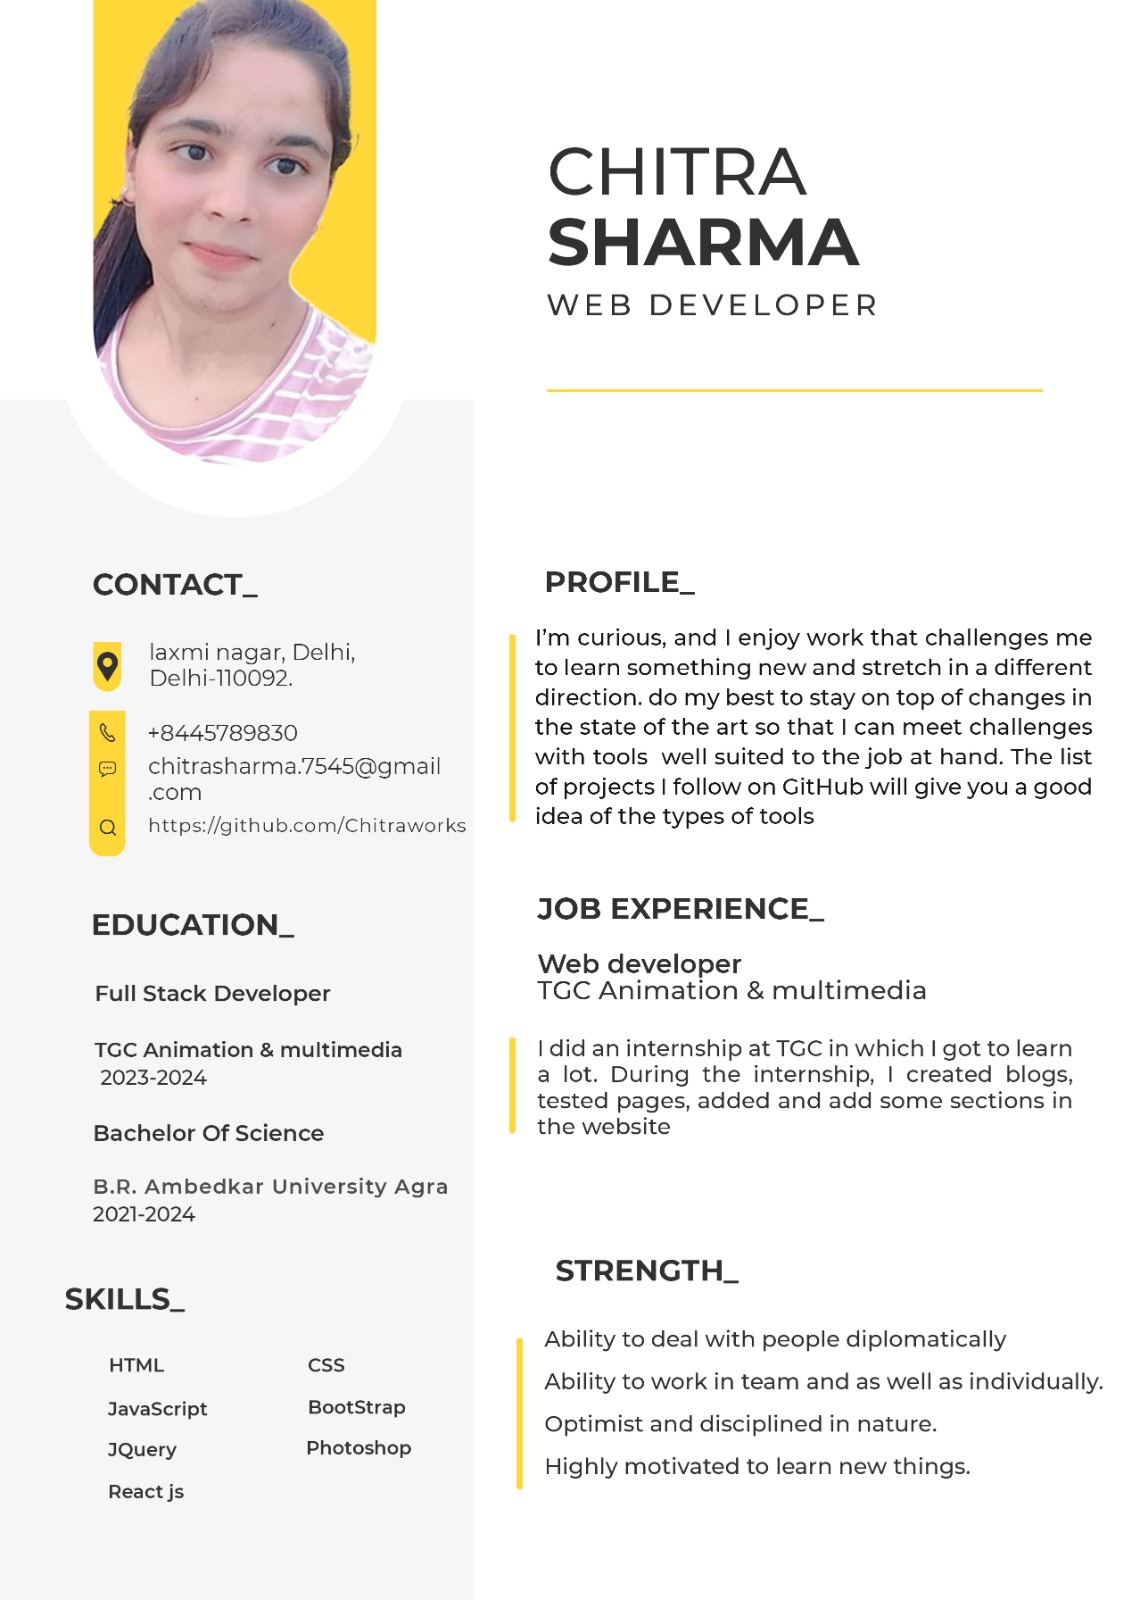 CHITRA
SHARMA
WEB DEVELOPER
CONTACT_
laxmi nagar, Delhi,
Delhi-110092.
+8445789830
chitrasharma.7545@gmail
.com
https://github.com/Chitraworks
EDUCATION_
Full Stack Developer
TGC Animation & multimedia
2023-2024
Bachelor Of Science
B.R. Ambedkar University Agra
2021-2024
SKILLS_
HTML
CSS
JavaScript
BootStrap
JQuery
Photoshop
React js
PROFILE_
I'm curious, and I enjoy work that challenges me
to learn something new and stretch in a different
direction. do my best to stay on top of changes in
the state of the art so that I can meet challenges
with tools  well suited to the job at hand. The list
of projects I follow on GitHub will give you a good
idea of the types of tools
JOB EXPERIENCE_
Web developer
TGC Animation & multimedia
I did an internship at TGC in which I got to learn
a lot. During the internship, I created blogs,
tested pages, added and add some sections in
the website
STRENGTH_
Ability to deal with people diplomatically
Ability to work in team and as well as individually.
Optimist and disciplined in nature.
Highly motivated to learn new things.